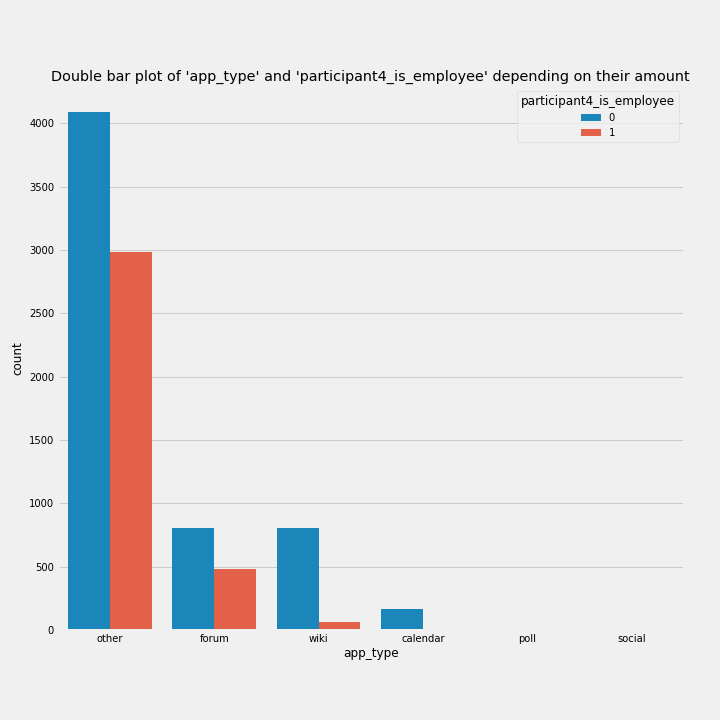 Double bar plot of 'app_type' and 'participant4_is_employee' depending on their amount
participant4_is_employee
0
1
4000
3500
3000
2500
2000
1500
1000
500
0
count
other forum wiki calendar poll social
app_type